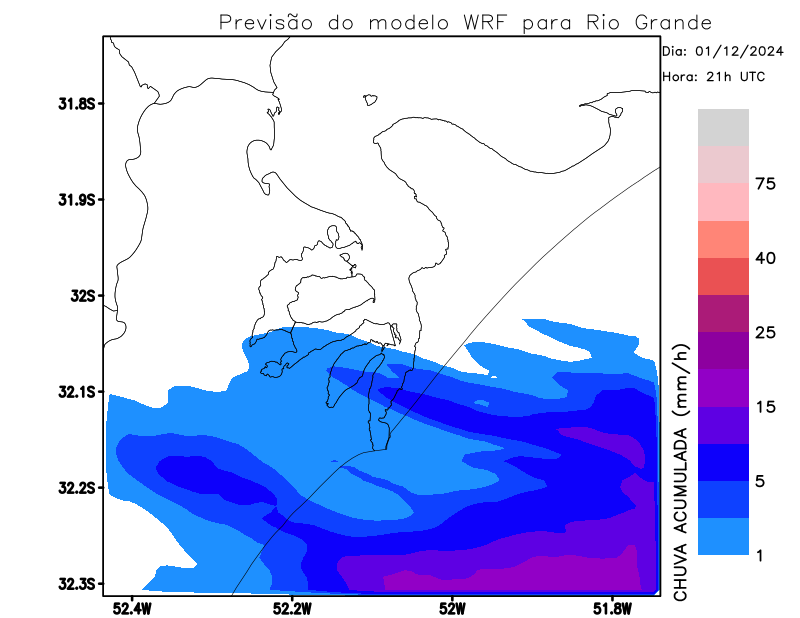 Previsão do modelo WRF para Rio Grande
Dia: 01/12/2024
Hora: 21h UTC
31.8S
31.9S
32S
32.1S
32.2S
32.3S
52.4W
52.2W
52W
51.8W
75
40
25
15
5
1
CHUVA ACUMULADA (mm/h)